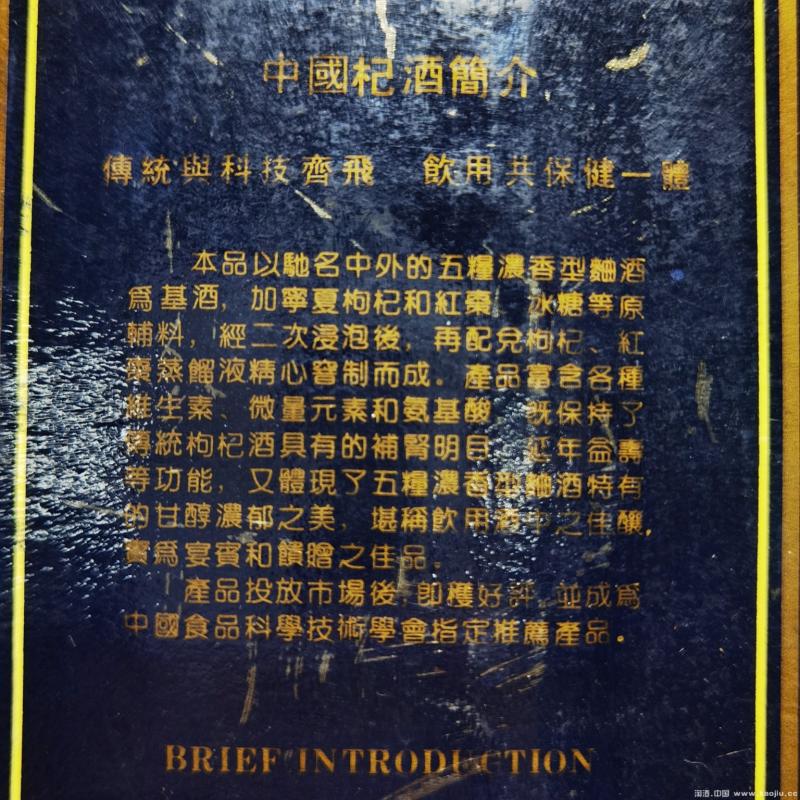 中國杞酒簡介
傳統與科技齊飛 飲用共保健一體
本品以馳名中外的五糧濃香型麯酒
爲基酒，加寧夏枸杞和紅棗 冰糖等原
輔料，經二次浸泡後，再配兌枸杞、紅
棗蒸餾液精心窖制而成。產品富含各種
維生素、微量元素和氨基酸 既保持了
傳統枸杞酒具有的補腎明目 延年益壽
等功能，又體現了五糧濃香型麯酒特有
的甘醇濃郁之美，堪稱飲用酒中之佳釀，
實爲宴賓和饋贈之佳品。
產品投放市場後，即獲好評，並成爲
中國食品科學技術學會指定推薦產品。
BRIEF INTRODUCTION
淘酒.中国 www.taojiu.cc